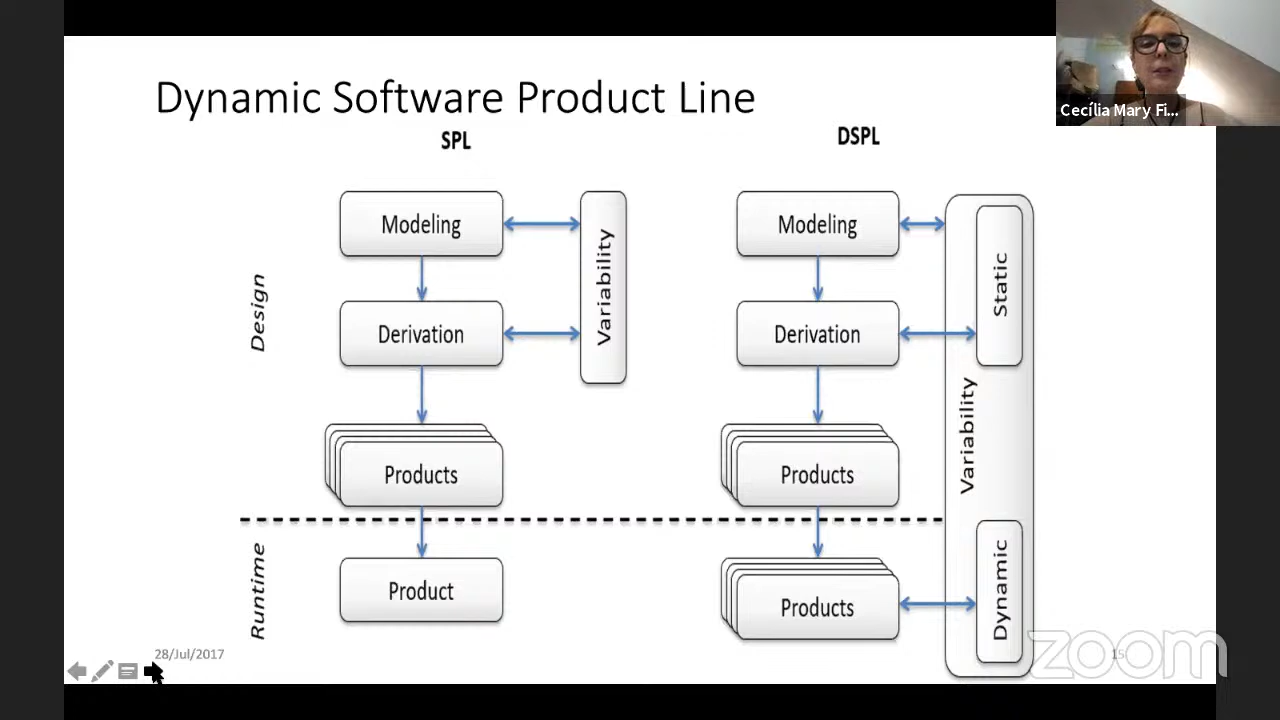 Dynamic Software Product Line
Cecília Mary Fi...
SPL
DSPL
Modeling
Variability
Modeling
Static
Design
Derivation
Derivation
Variability
Products
Products
Runtime
Product
Products
Dynamic
28/Jul/2017
15
zoom